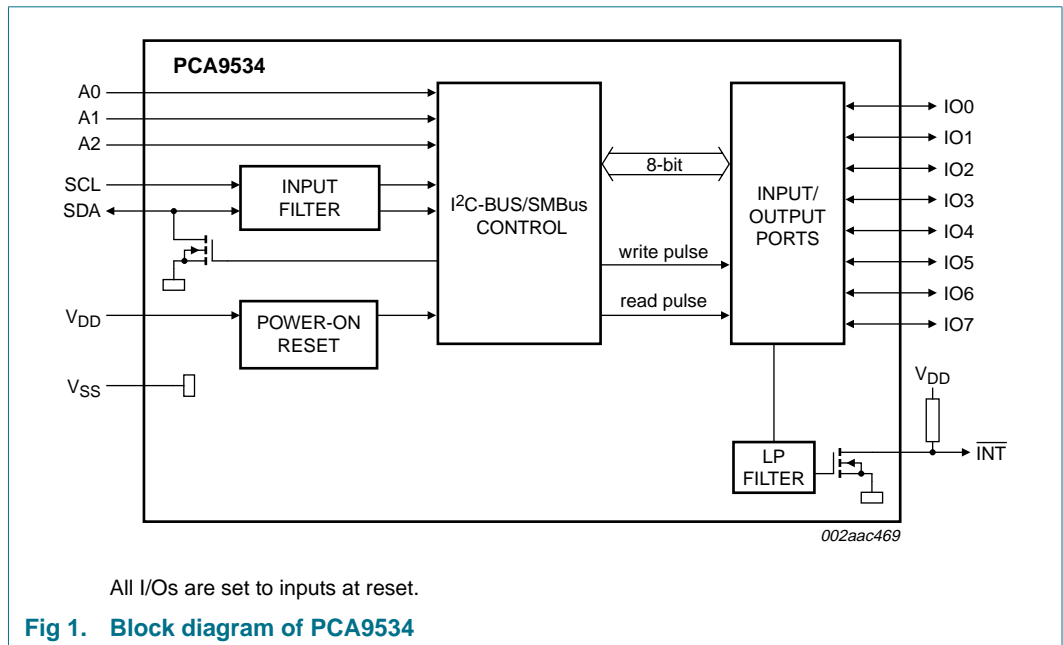 PCA9534
A0
A1
A2
SCL
SDA
INPUT
FILTER
I²C-BUS/SMBus
CONTROL
8-bit
write pulse
read pulse
INPUT/
OUTPUT
PORTS
IO0
IO1
IO2
IO3
IO4
IO5
IO6
IO7
VDD
POWER-ON
RESET
VSS
VDD
LP
FILTER
INT
002aac469
All I/Os are set to inputs at reset.
Fig 1. Block diagram of PCA9534